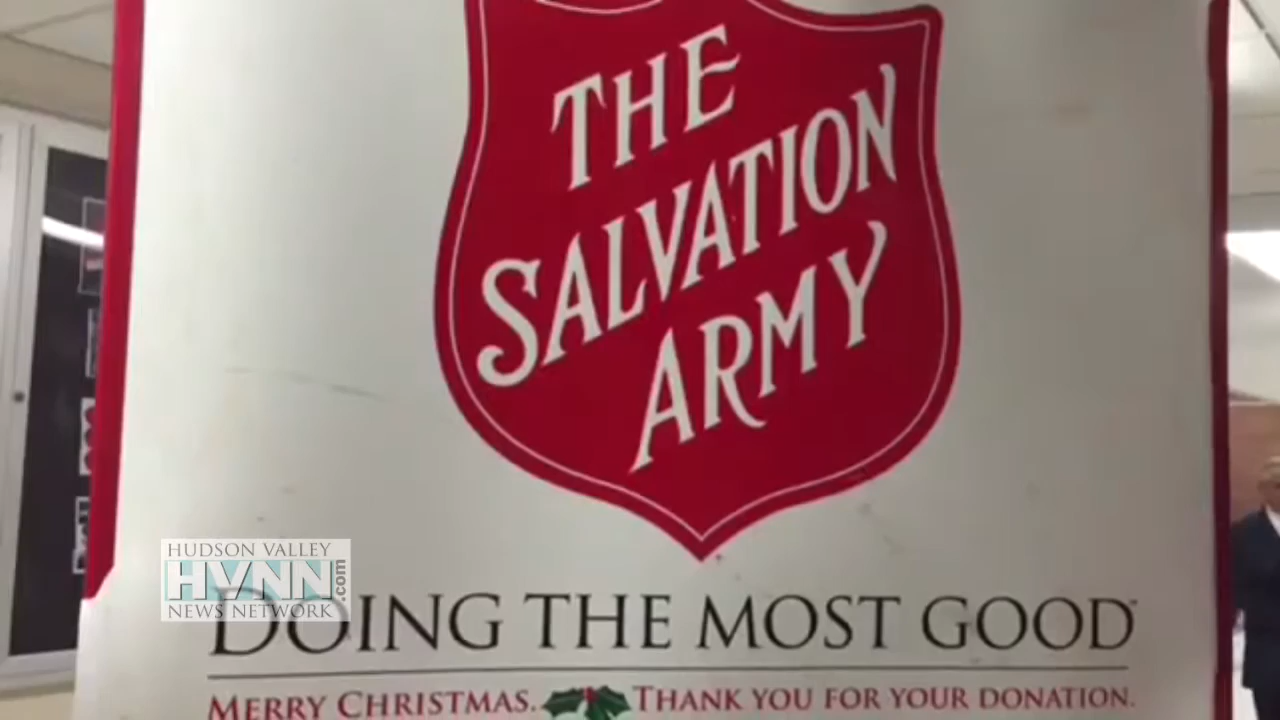 THE
SALVATION
ARMY
HUDSON VALLEY
HVNN.com
NEWS NETWORK
DOING THE MOST GOOD
MERRY CHRISTMAS. THANK YOU FOR YOUR DONATION.